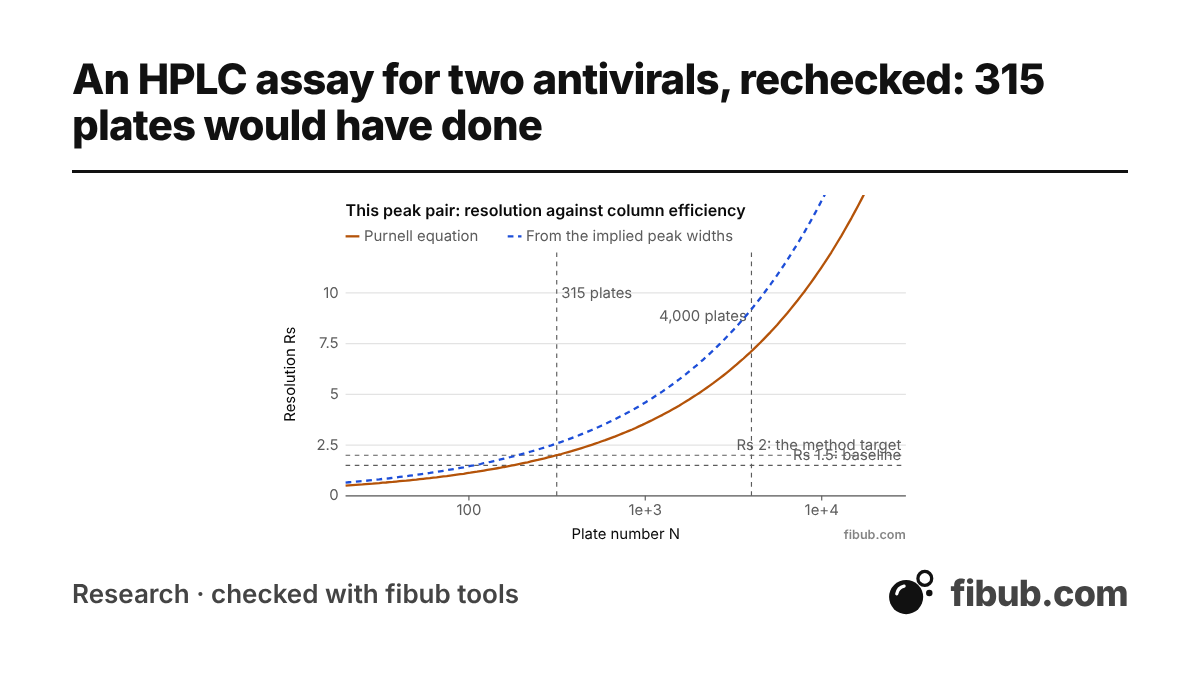 An HPLC assay for two antivirals, rechecked: 315
plates would have done
This peak pair: resolution against column efficiency
Purnell equation
From the implied peak widths
10
315 plates
4,000 plates
7.5
Resolution Rs
5
2.5
Rs 2: the method target
Rs 1.5: baseline
0
100
1e+3
1e+4
Plate number N
fibub.com
Research · checked with fibub tools
fibub.com